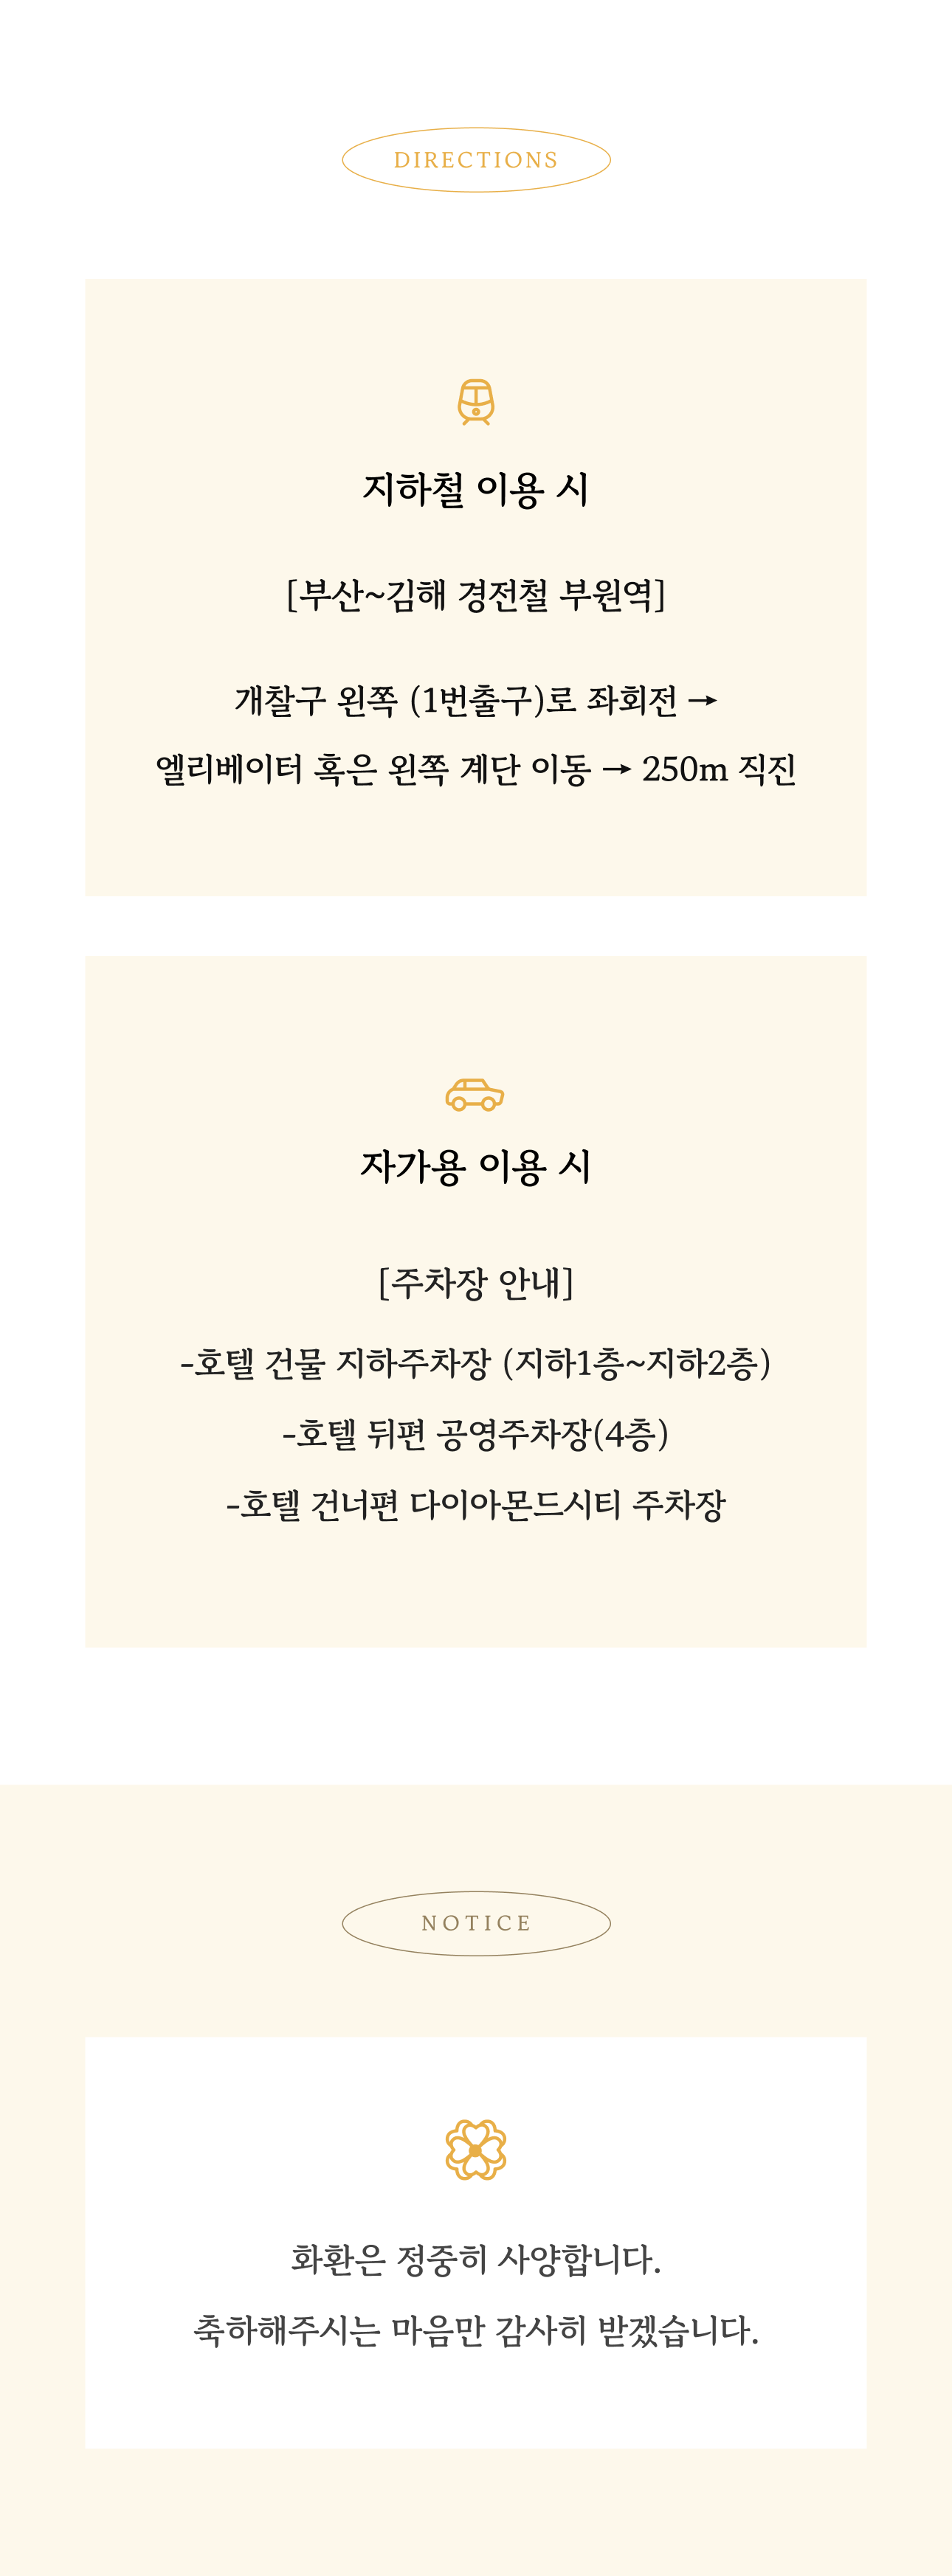 DIRECTIONS
지하철 이용 시
[부산~김해 경전철 부원역]
개찰구 왼쪽 (1번출구)로 좌회전 →
엘리베이터 혹은 왼쪽 계단 이동 → 250m 직진
자가용 이용 시
[주차장 안내]
-호텔 건물 지하주차장 (지하1층~지하2층)
-호텔 뒤편 공영주차장(4층)
-호텔 건너편 다이아몬드시티 주차장
NOTICE
화환은 정중히 사양합니다.
축하해주시는 마음만 감사히 받겠습니다.